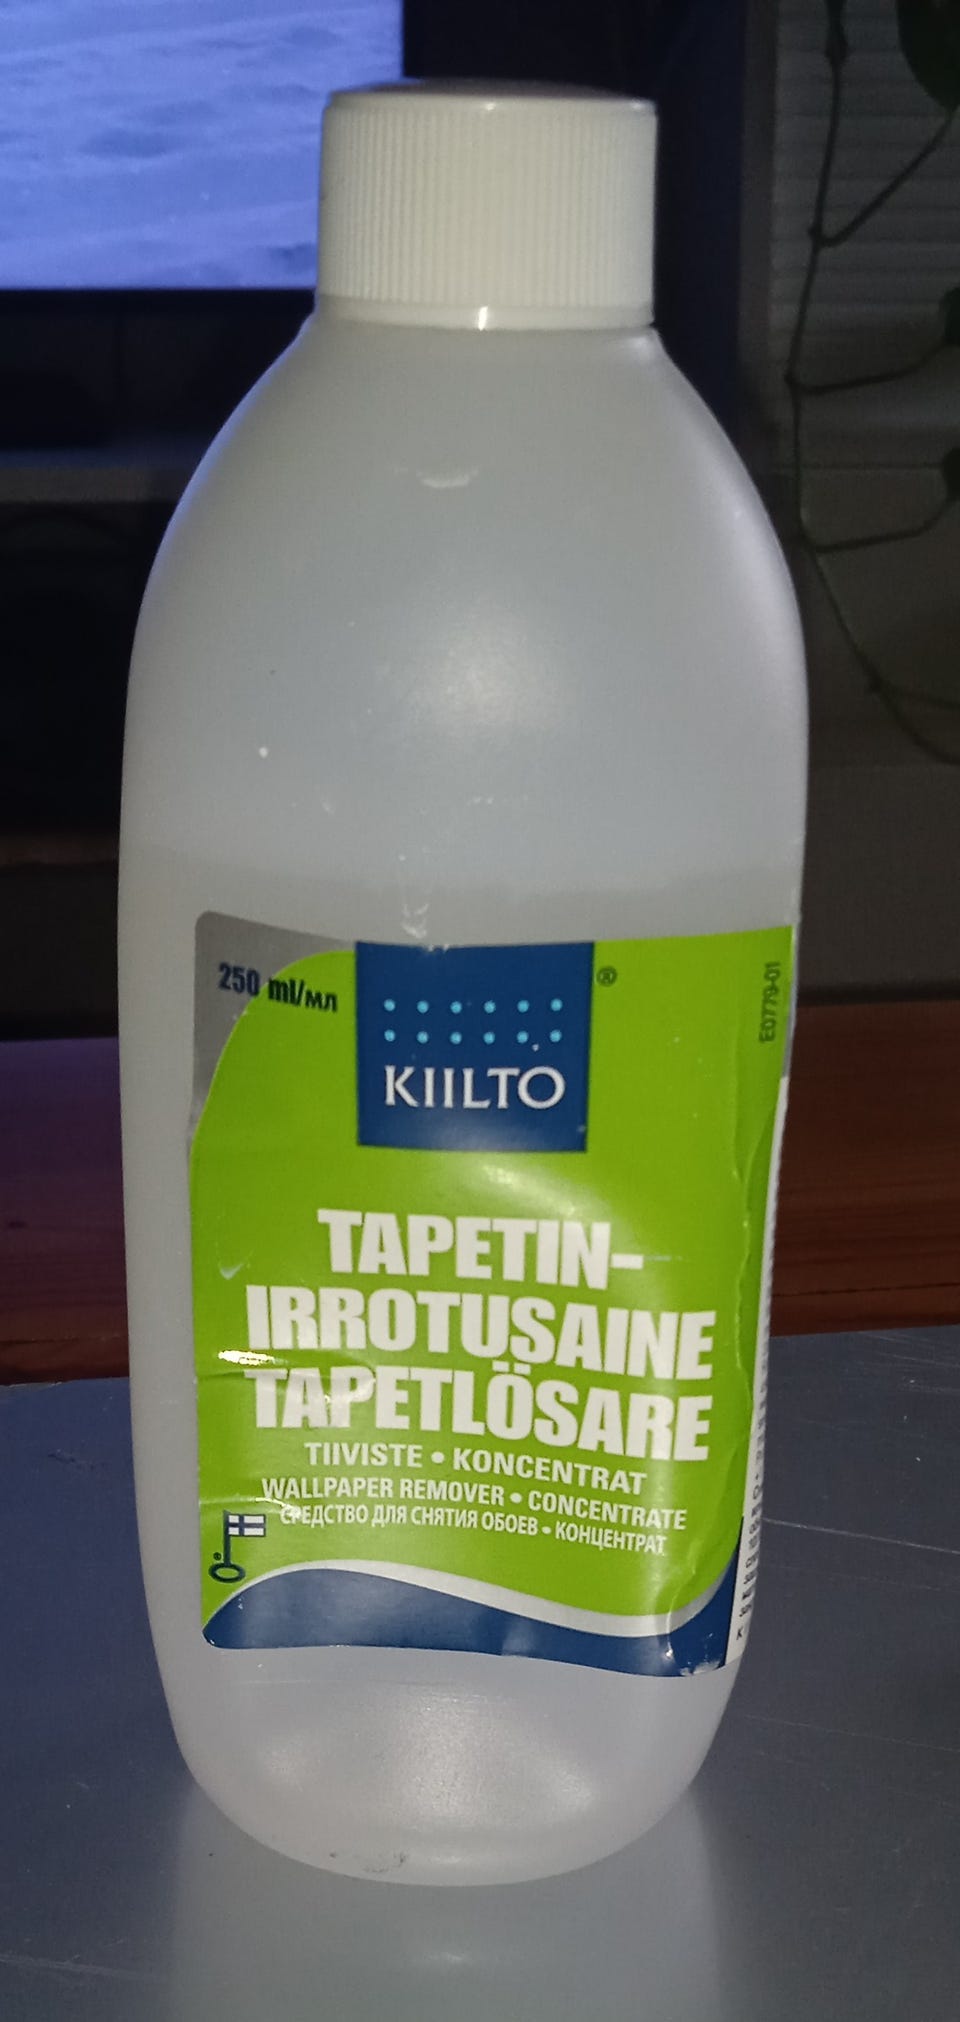 250 ml/мл
KIILTO
®
E0779-01
TAPETIN-
IRROTUSAINE
TAPETLÖSARE
TIIVISTE • KONCENTRAT
WALLPAPER REMOVER • CONCENTRATE
СРЕДСТВО ДЛЯ СНЯТИЯ ОБОЕВ • КОНЦЕНТРАТ